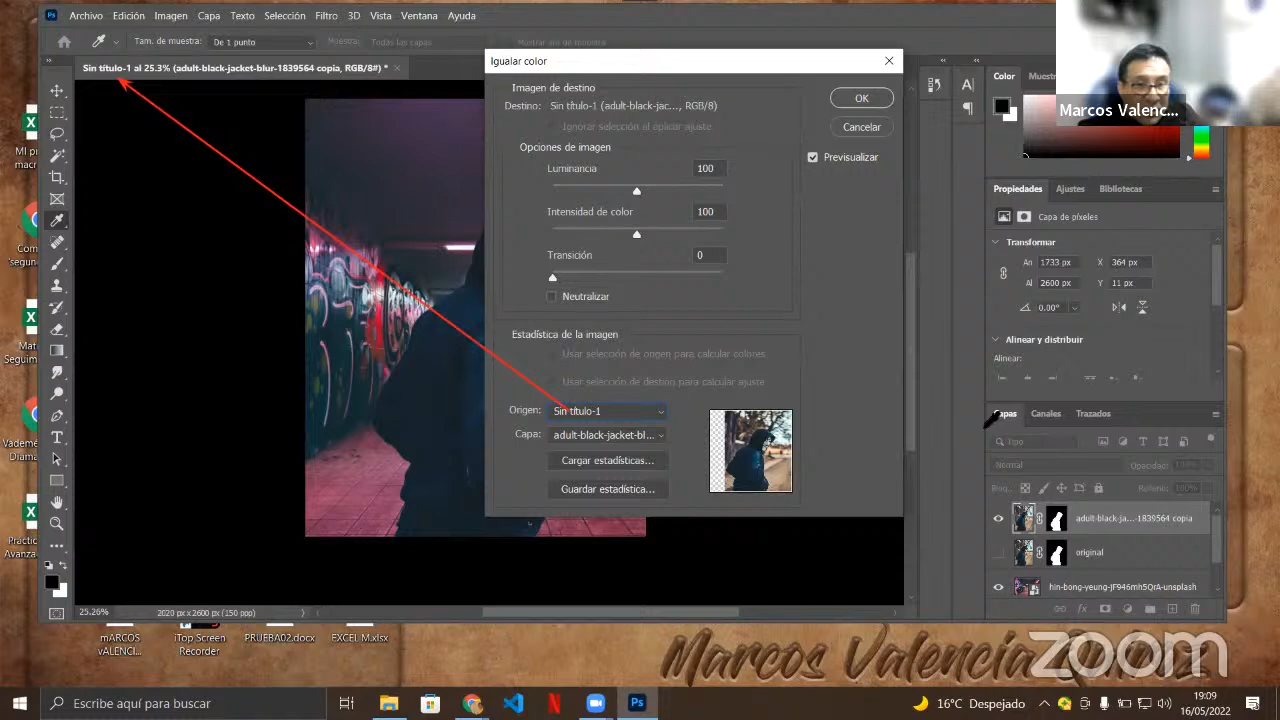 Archivo Edición Imagen Capa Texto Selección Filtro 3D Vista Ventana Ayuda
Tam. de muestra: De 1 punto Muestra: Todas las capas
Sin título-1 al 25.3% (adult-black-jacket-blur-1839564 copia, RGB/8#) *
Igualar color
Imagen de destino
Destino: Sin título-1 (adult-black-jac..., RGB/8)
Ignorar selección al aplicar ajuste
Opciones de imagen
Luminancia 100
Intensidad de color 100
Transición 0
Neutralizar
OK
Cancelar
Previsualizar
Estadística de la imagen
Usar selección de origen para calcular colores
Usar selección de destino para calcular ajuste
Origen: Sin título-1
Capa: adult-black-jacket-bl...
Cargar estadísticas...
Guardar estadística...
Color
Marcos Valenc...
Propiedades Ajustes Bibliotecas
Capa de píxeles
Transformar
An 1733 px X 364 px
Al 2600 px Y 11 px
0.00°
Alinear y distribuir
Alinear:
Capas Canales Trazados
Tipo
Normal Opacidad: 100%
Bloq.: Relleno: 100%
adult-black-ja...-1839564 copia
original
hin-bong-yeung-JF946mh5QrA-unsplash
25.26% 2020 px x 2600 px (150 ppp)
mARCOS vALENCI...
iTop Screen Recorder
PRUEBA02.docx
EXCEL M.xlsx
Marcos Valencia
zoom
Escribe aquí para buscar
16°C Despejado
19:09
16/05/2022